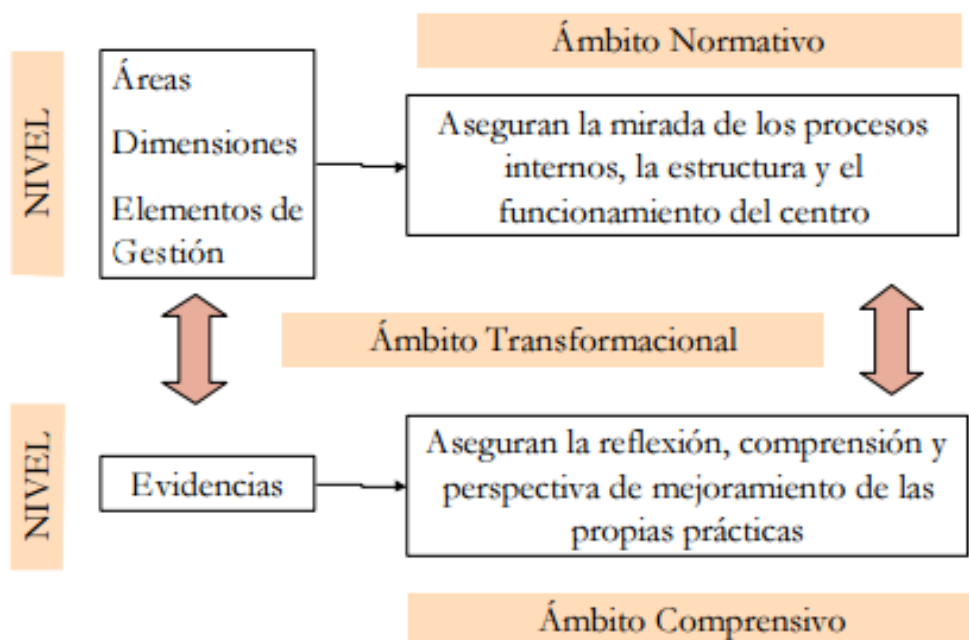 Ámbito Normativo
NIVEL
Áreas
Dimensiones
Elementos de
Gestión
Aseguran la mirada de los procesos
internos, la estructura y el
funcionamiento del centro
Ámbito Transformacional
NIVEL
Evidencias
Aseguran la reflexión, comprensión y
perspectiva de mejoramiento de las
propias prácticas
Ámbito Comprensivo